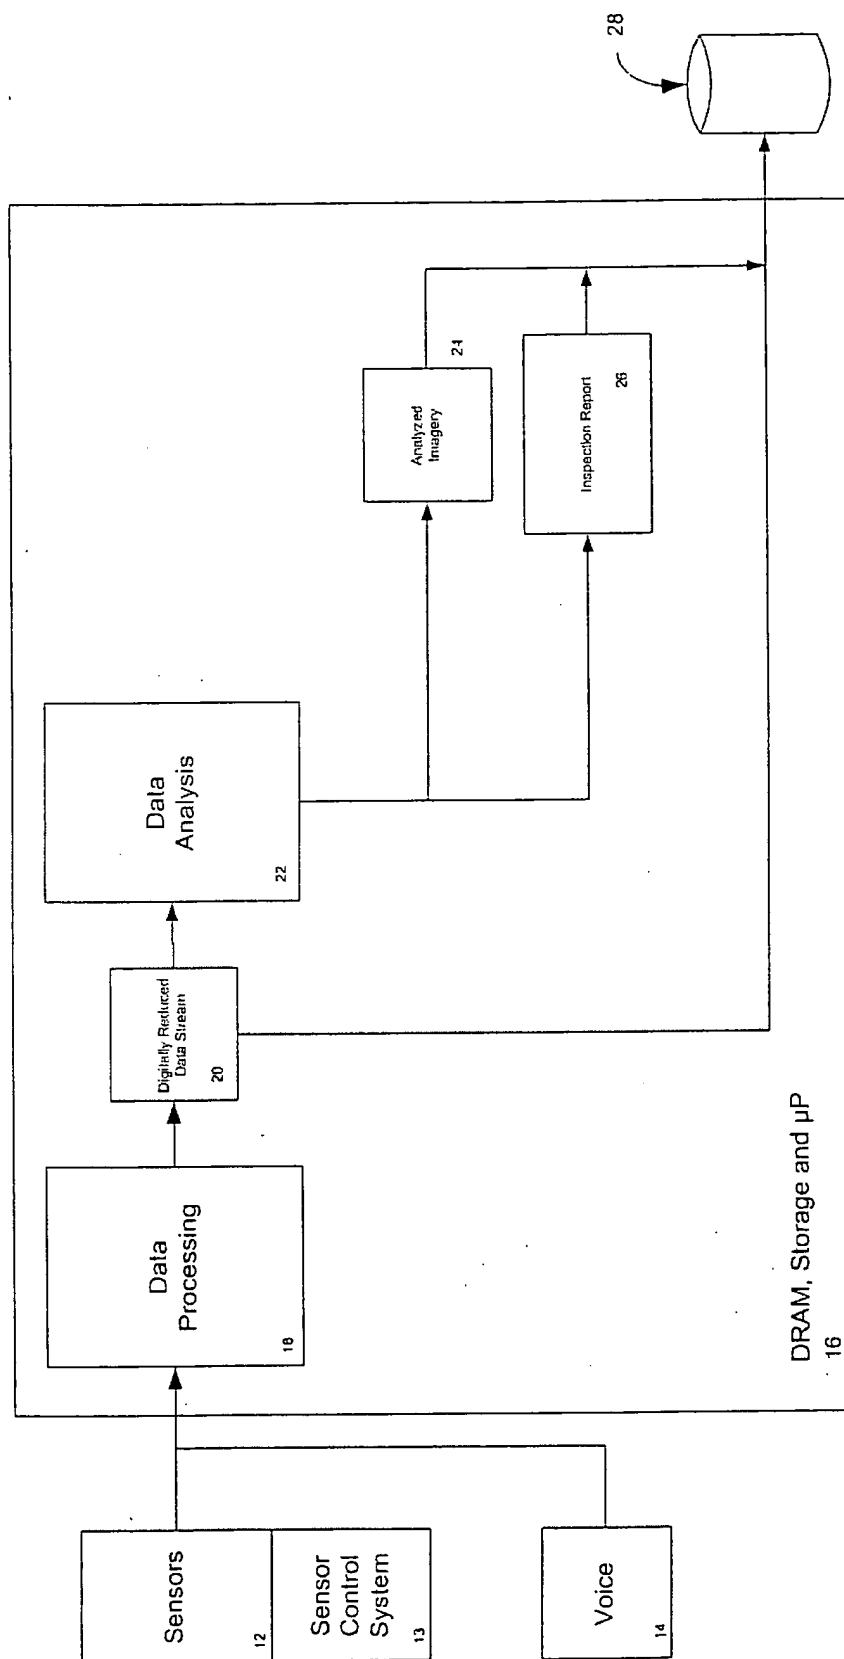 Sensors
12
Sensor
Control
System
13
Voice
14
Data
Processing
18
Digitally Reduced
Data Stream
20
Data
Analysis
22
Analyzed
Imagery
24
Inspection Report
26
28
DRAM, Storage and µP
16